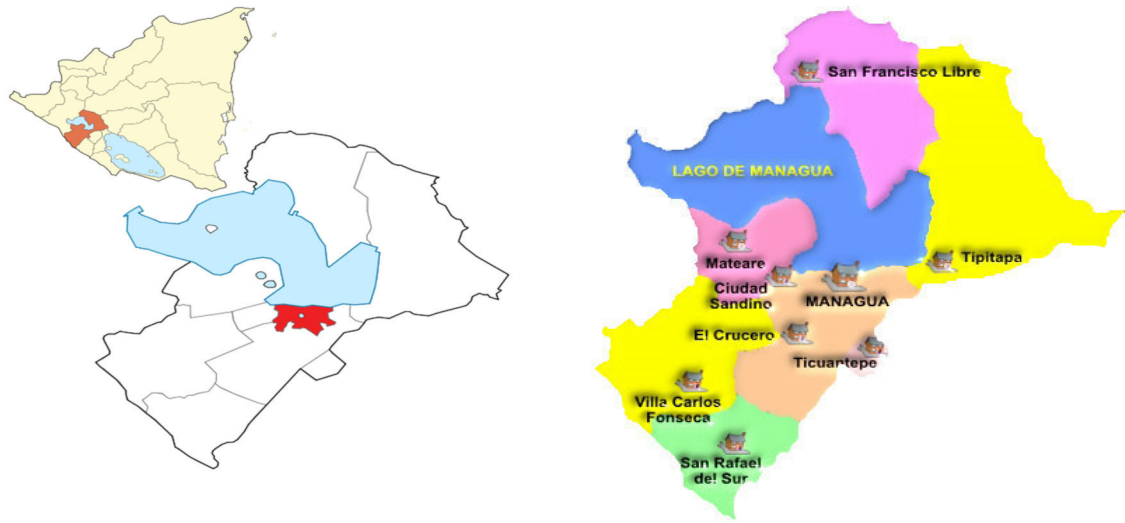 San Francisco Libre
LAGO DE MANAGUA
Mateare
Tipitapa
Ciudad
Sandino
MANAGUA
El Crucero
Ticuantepe
Villa Carlos
Fonseca
San Rafael
del Sur